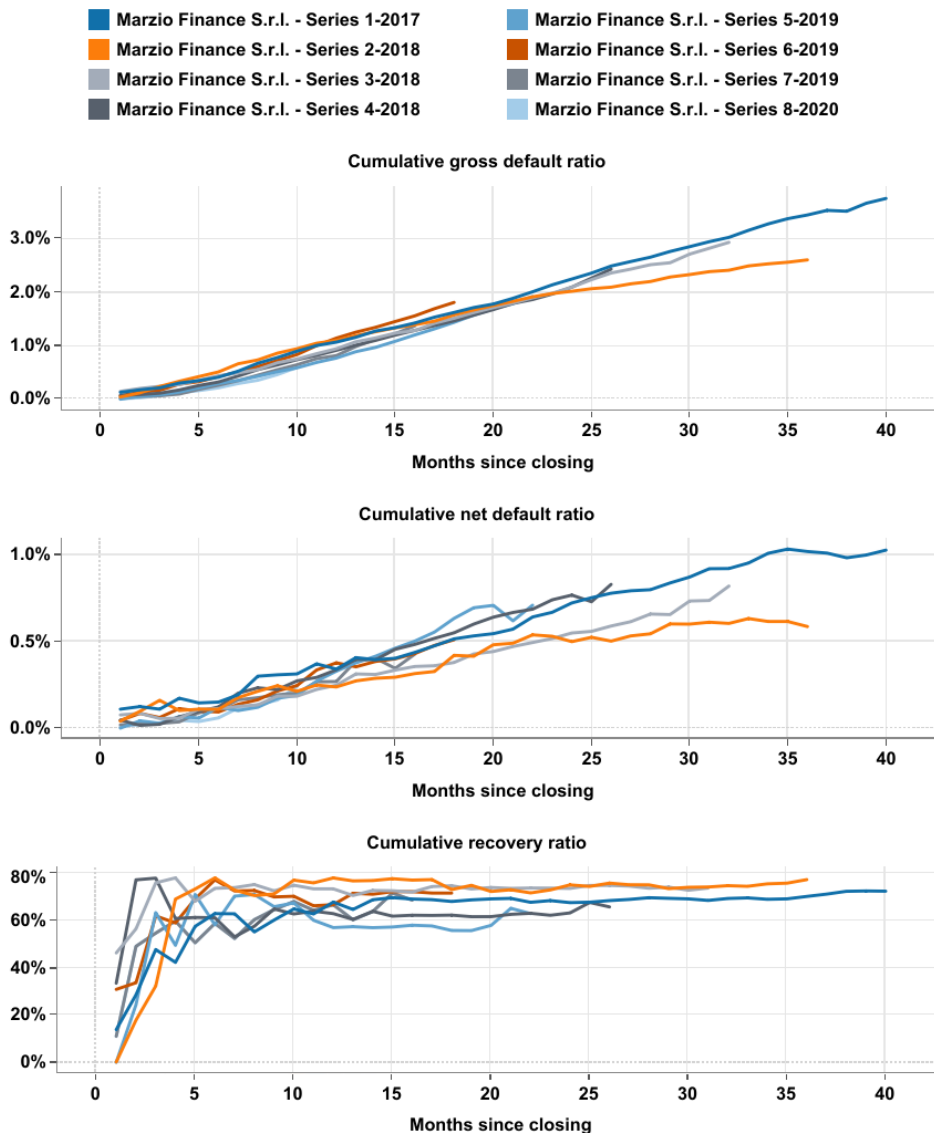 Marzio Finance S.r.l. - Series 1-2017
Marzio Finance S.r.l. - Series 2-2018
Marzio Finance S.r.l. - Series 3-2018
Marzio Finance S.r.l. - Series 4-2018
Marzio Finance S.r.l. - Series 5-2019
Marzio Finance S.r.l. - Series 6-2019
Marzio Finance S.r.l. - Series 7-2019
Marzio Finance S.r.l. - Series 8-2020
Cumulative gross default ratio
3.0%
2.0%
1.0%
0.0%
0 5 10 15 20 25 30 35 40
Months since closing
Cumulative net default ratio
1.0%
0.5%
0.0%
0 5 10 15 20 25 30 35 40
Months since closing
Cumulative recovery ratio
80%
60%
40%
20%
0%
0 5 10 15 20 25 30 35 40
Months since closing